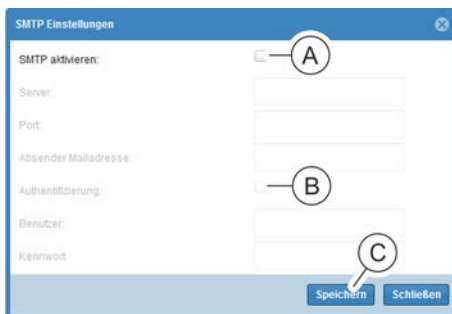 SMTP Einstellungen
SMTP aktivieren:
A
Server:
Port:
Absender Mailadresse:
Authentifizierung:
B
Benutzer:
Kennwort:
C
Speichern Schließen